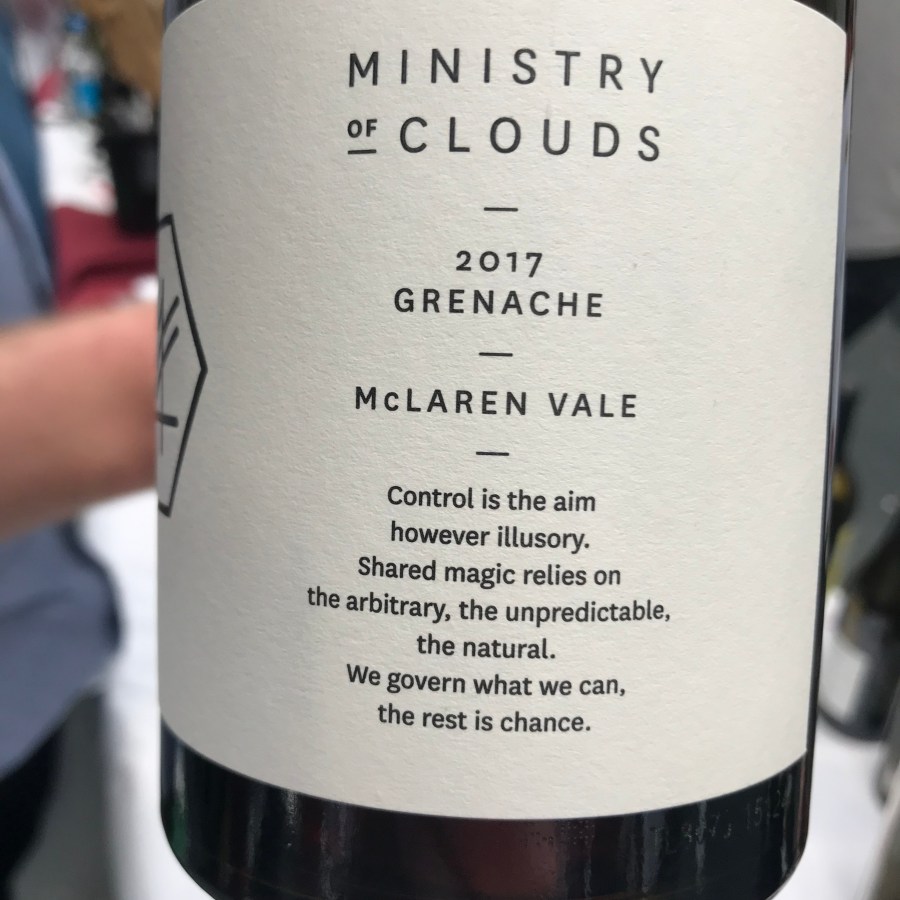 MINISTRY
OF CLOUDS
2017
GRENACHE
McLAREN VALE
Control is the aim
however illusory.
Shared magic relies on
the arbitrary, the unpredictable,
the natural.
We govern what we can,
the rest is chance.